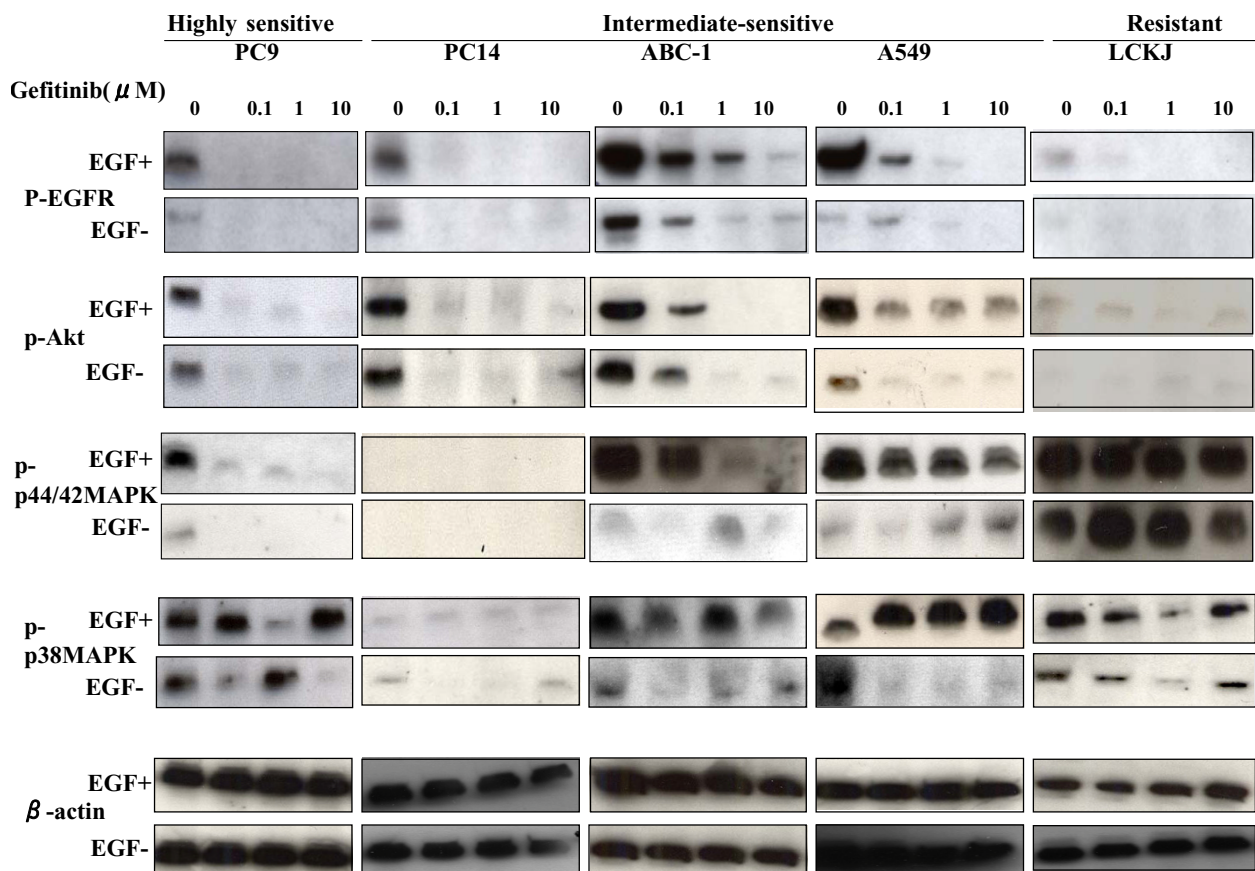 Highly sensitive Intermediate-sensitive Resistant
PC9 PC14 ABC-1 A549 LCKJ
Gefitinib(μM)
0 0.1 1 10 0 0.1 1 10 0 0.1 1 10 0 0.1 1 10 0 0.1 1 10
EGF+
P-EGFR
EGF-
EGF+
p-Akt
EGF-
p- EGF+
p44/42MAPK
EGF-
p- EGF+
p38MAPK
EGF-
EGF+
β-actin
EGF-